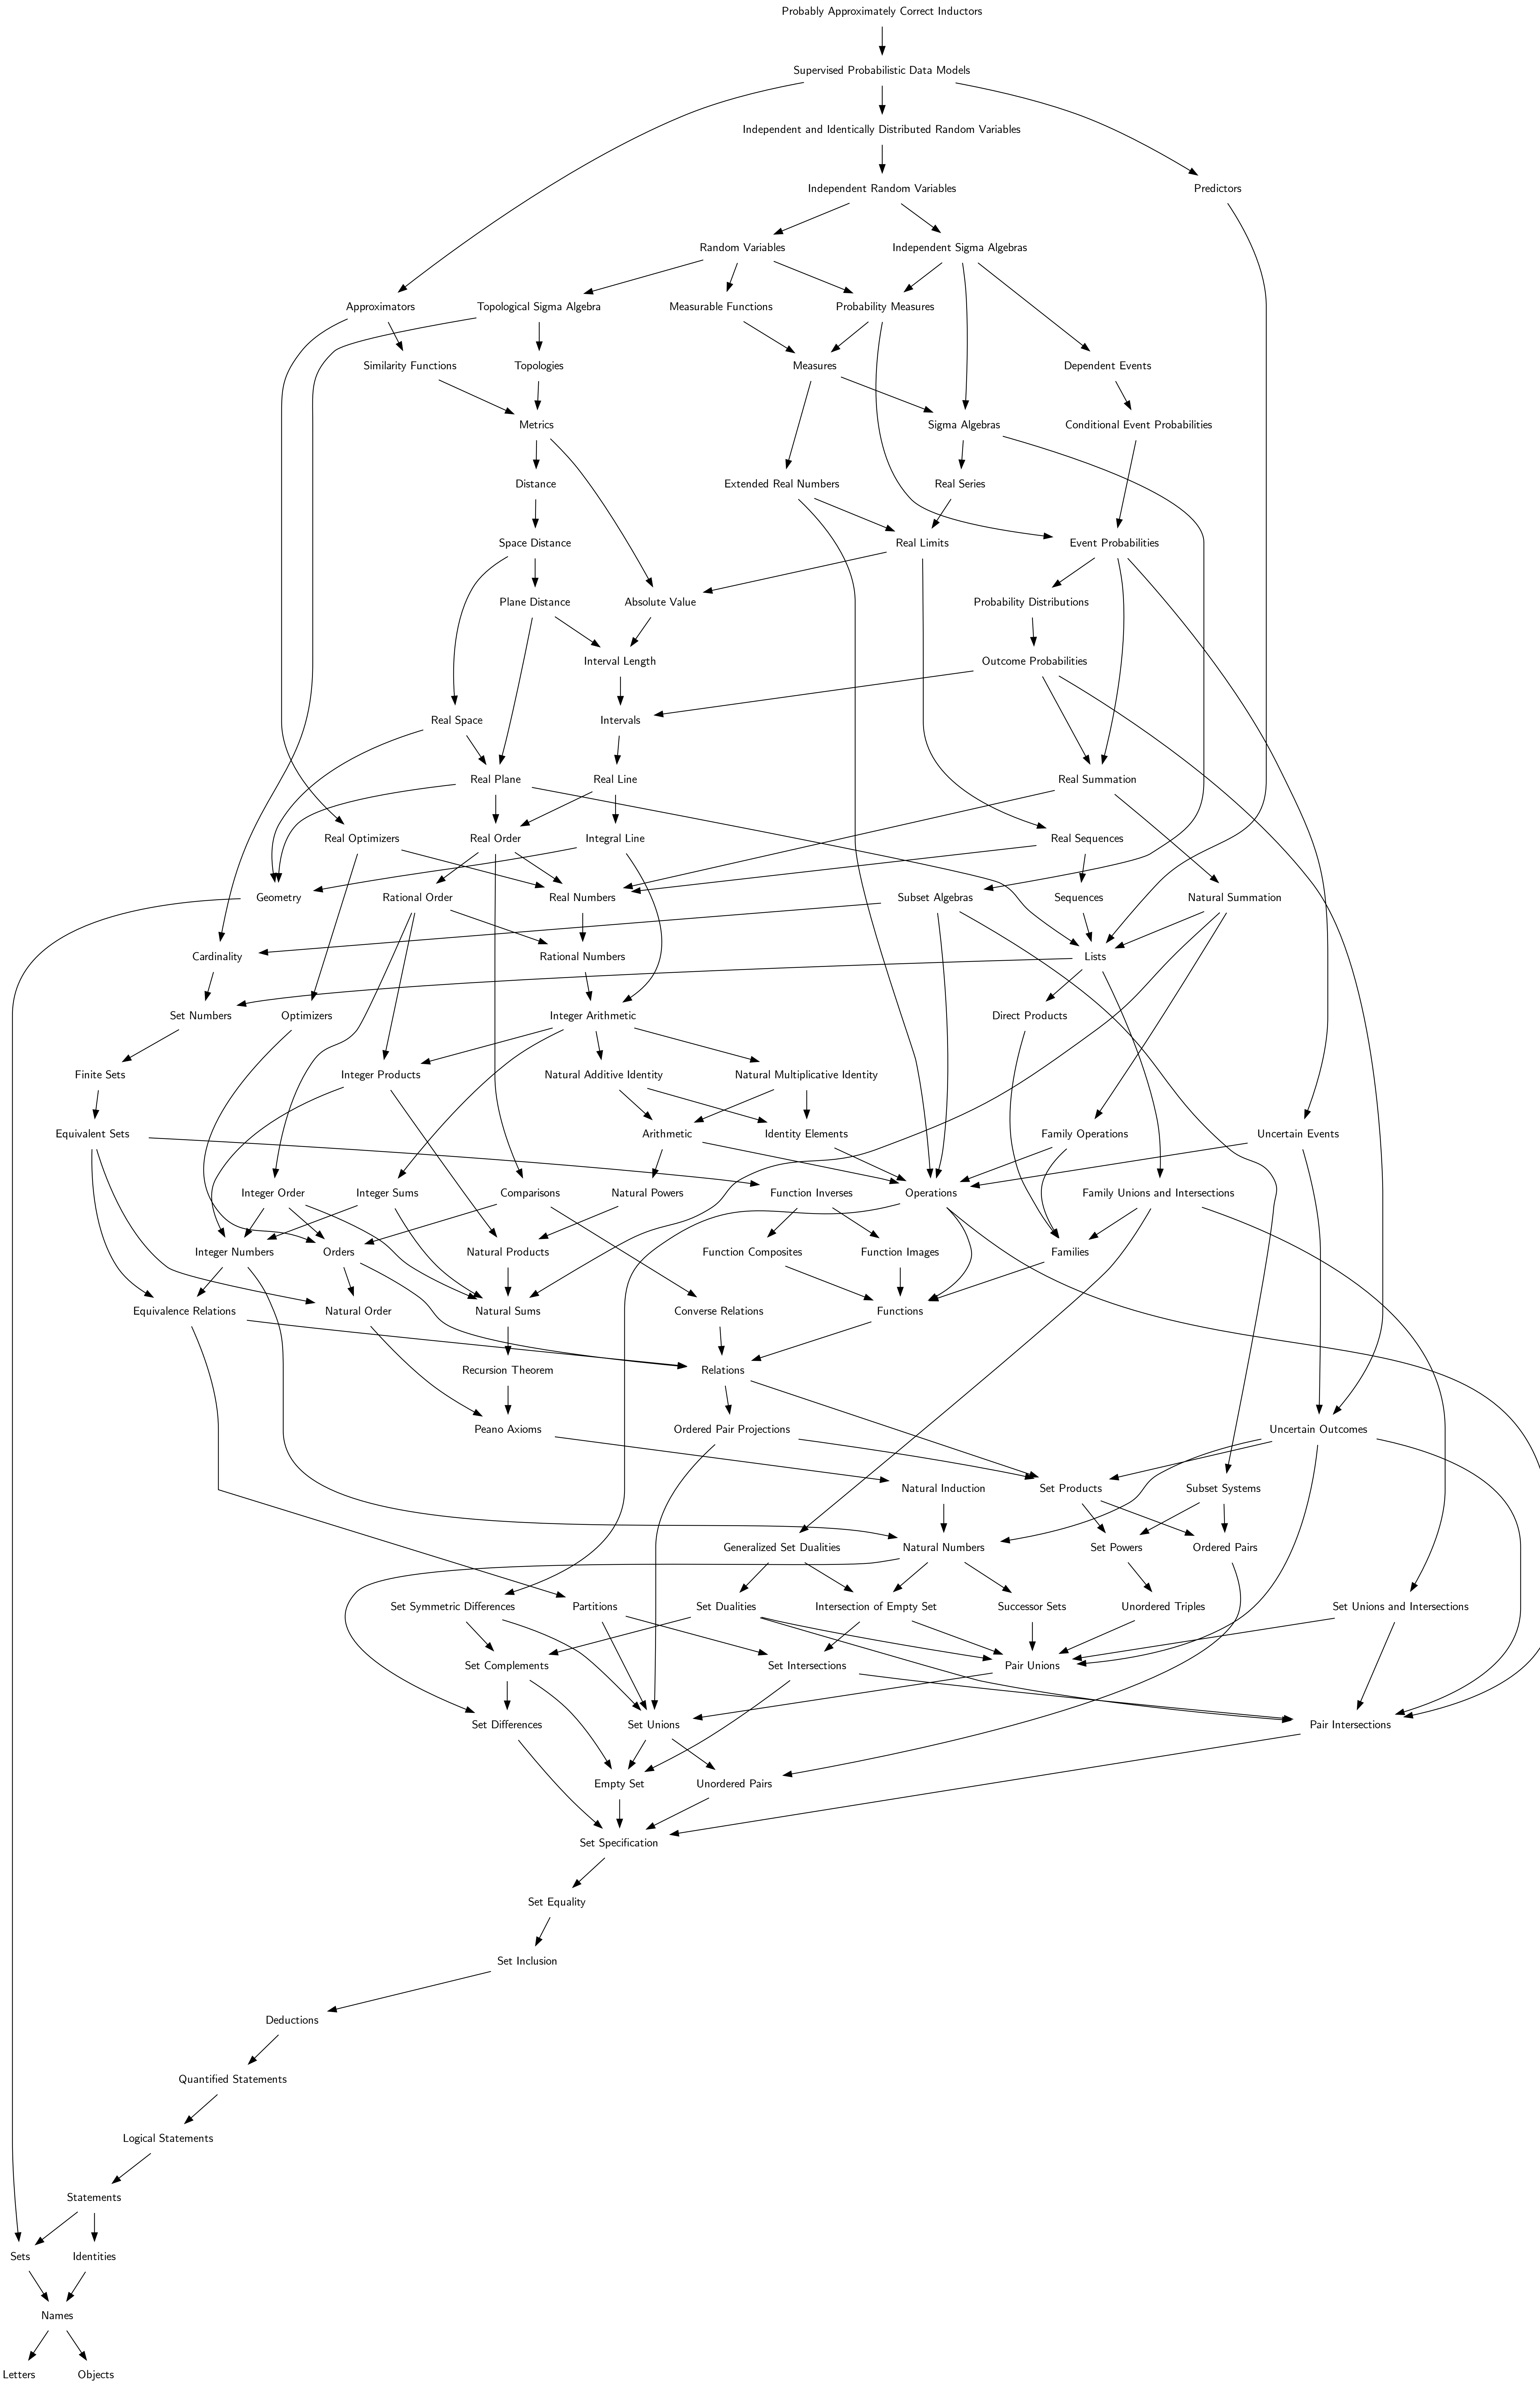 Probably Approximately Correct Inductors
Supervised Probabilistic Data Models
Independent and Identically Distributed Random Variables
Independent Random Variables
Predictors
Random Variables
Independent Sigma Algebras
Approximators
Topological Sigma Algebra
Measurable Functions
Probability Measures
Similarity Functions
Topologies
Measures
Dependent Events
Metrics
Sigma Algebras
Conditional Event Probabilities
Distance
Extended Real Numbers
Real Series
Space Distance
Real Limits
Event Probabilities
Plane Distance
Absolute Value
Probability Distributions
Interval Length
Outcome Probabilities
Real Space
Intervals
Real Plane
Real Line
Real Summation
Real Optimizers
Real Order
Integral Line
Real Sequences
Geometry
Rational Order
Real Numbers
Subset Algebras
Sequences
Natural Summation
Cardinality
Rational Numbers
Lists
Set Numbers
Optimizers
Integer Arithmetic
Direct Products
Finite Sets
Integer Products
Natural Additive Identity
Natural Multiplicative Identity
Equivalent Sets
Arithmetic
Identity Elements
Family Operations
Uncertain Events
Integer Order
Integer Sums
Comparisons
Natural Powers
Function Inverses
Operations
Family Unions and Intersections
Integer Numbers
Orders
Natural Products
Function Composites
Function Images
Families
Equivalence Relations
Natural Order
Natural Sums
Converse Relations
Functions
Recursion Theorem
Relations
Peano Axioms
Ordered Pair Projections
Uncertain Outcomes
Natural Induction
Set Products
Subset Systems
Generalized Set Dualities
Natural Numbers
Set Powers
Ordered Pairs
Set Symmetric Differences
Partitions
Set Dualities
Intersection of Empty Set
Successor Sets
Unordered Triples
Set Unions and Intersections
Set Complements
Set Intersections
Pair Unions
Set Differences
Set Unions
Pair Intersections
Empty Set
Unordered Pairs
Set Specification
Set Equality
Set Inclusion
Deductions
Quantified Statements
Logical Statements
Statements
Sets
Identities
Names
Letters
Objects